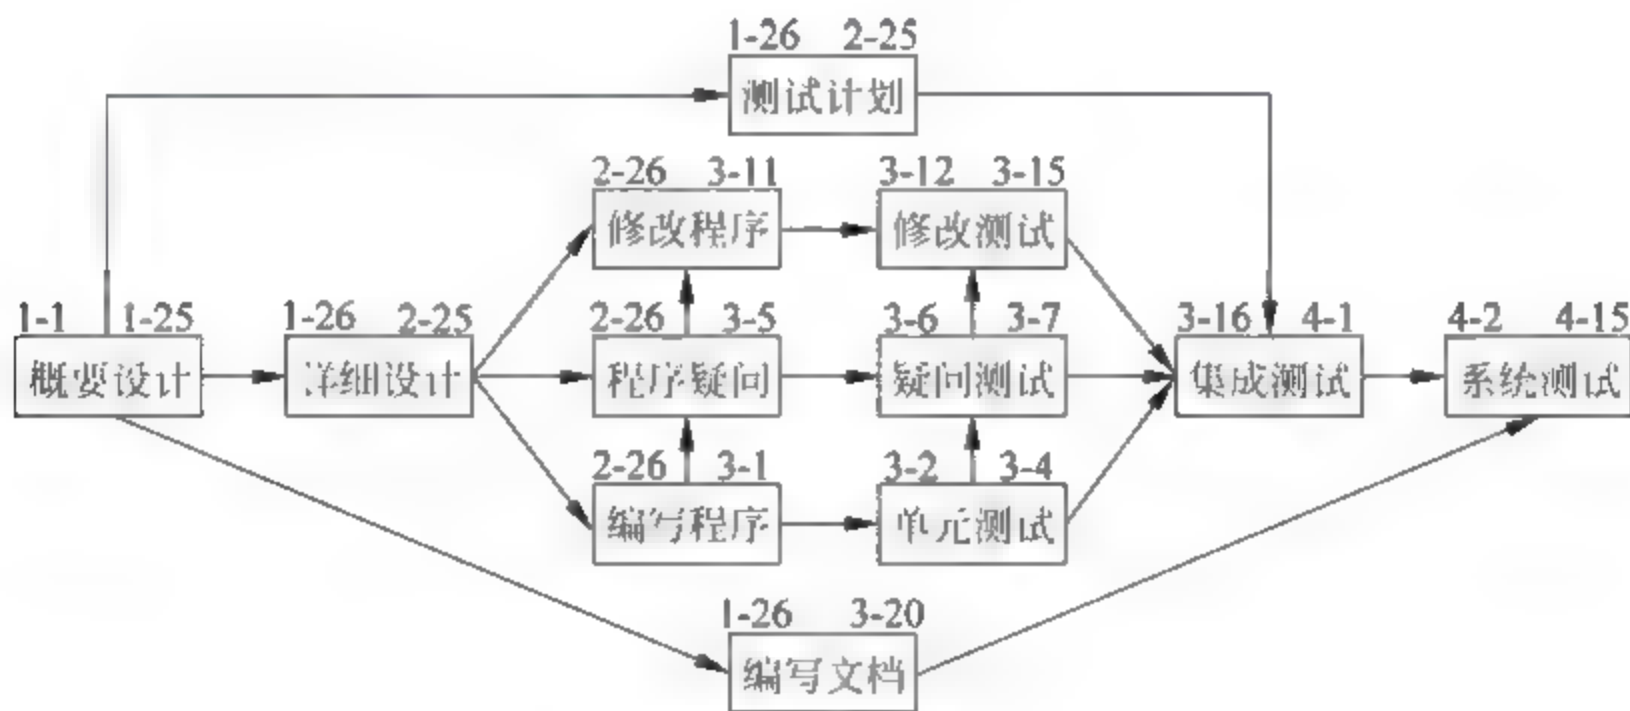 1-26 2-25
测试计划
2-26 3-11 3-12 3-15
修改程序 修改测试
1-1 1-25 1-26 2-25 2-26 3-5 3-6 3-7 3-16 4-1 4-2 4-15
概要设计 详细设计 程序疑问 疑问测试 集成测试 系统测试
2-26 3-1 3-2 3-4
编写程序 单元测试
1-26 3-20
编写文档